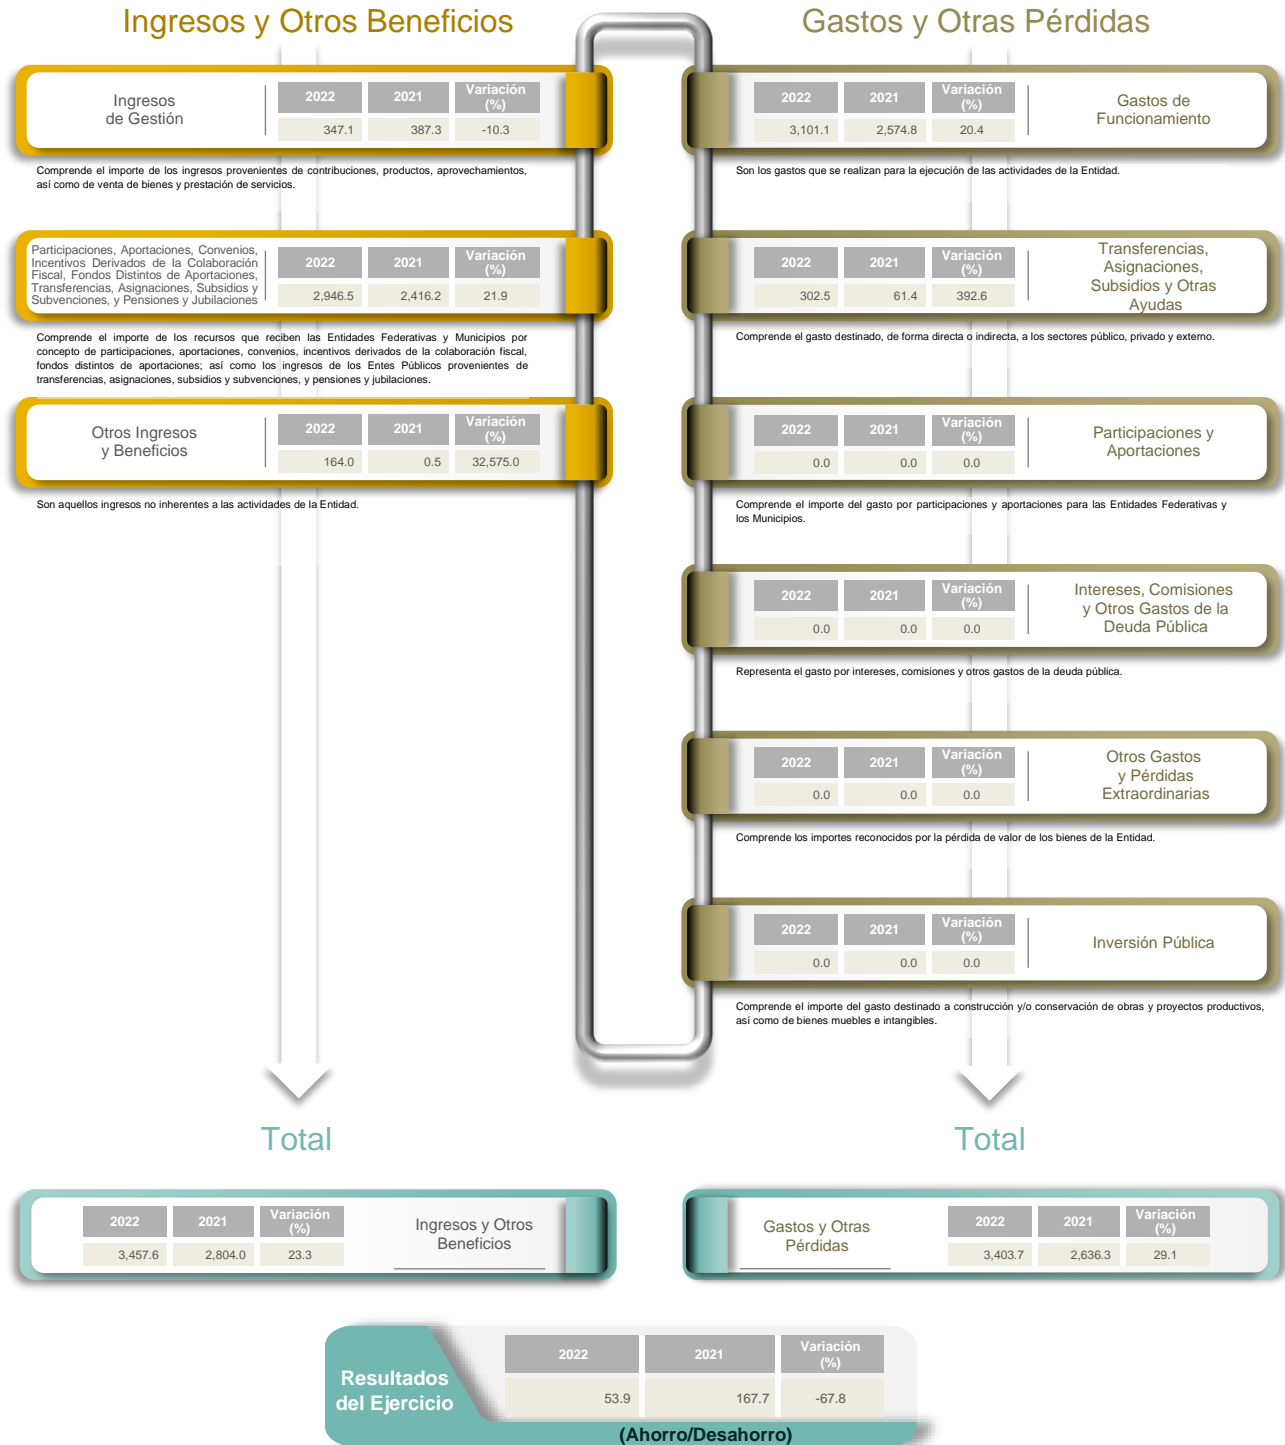 Ingresos y Otros Beneficios
Ingresos
de Gestión
2022 2021 Variación
(%)
347.1 387.3 -10.3
Comprende el importe de los ingresos provenientes de contribuciones, productos, aprovechamientos,
así como de venta de bienes y prestación de servicios.
Participaciones, Aportaciones, Convenios,
Incentivos Derivados de la Colaboración
Fiscal, Fondos Distintos de Aportaciones,
Transferencias, Asignaciones, Subsidios y
Subvenciones, y Pensiones y Jubilaciones
2022 2021 Variación
(%)
2,946.5 2,416.2 21.9
Comprende el importe de los recursos que reciben las Entidades Federativas y Municipios por
concepto de participaciones, aportaciones, convenios, incentivos derivados de la colaboración fiscal,
fondos distintos de aportaciones; así como los ingresos de los Entes Públicos provenientes de
transferencias, asignaciones, subsidios y subvenciones, y pensiones y jubilaciones.
Otros Ingresos
y Beneficios
2022 2021 Variación
(%)
164.0 0.5 32,575.0
Son aquellos ingresos no inherentes a las actividades de la Entidad.
Total
2022 2021 Variación
(%)
3,457.6 2,804.0 23.3
Ingresos y Otros
Beneficios
Gastos y Otras Pérdidas
2022 2021 Variación
(%)
3,101.1 2,574.8 20.4
Gastos de
Funcionamiento
Son los gastos que se realizan para la ejecución de las actividades de la Entidad.
2022 2021 Variación
(%)
302.5 61.4 392.6
Transferencias,
Asignaciones,
Subsidios y Otras
Ayudas
Comprende el gasto destinado, de forma directa o indirecta, a los sectores público, privado y externo.
2022 2021 Variación
(%)
0.0 0.0 0.0
Participaciones y
Aportaciones
Comprende el importe del gasto por participaciones y aportaciones para las Entidades Federativas y
los Municipios.
2022 2021 Variación
(%)
0.0 0.0 0.0
Intereses, Comisiones
y Otros Gastos de la
Deuda Pública
Representa el gasto por intereses, comisiones y otros gastos de la deuda pública.
2022 2021 Variación
(%)
0.0 0.0 0.0
Otros Gastos
y Pérdidas
Extraordinarias
Comprende los importes reconocidos por la pérdida de valor de los bienes de la Entidad.
2022 2021 Variación
(%)
0.0 0.0 0.0
Inversión Pública
Comprende el importe del gasto destinado a construcción y/o conservación de obras y proyectos productivos,
así como de bienes muebles e intangibles.
Total
Gastos y Otras
Pérdidas
2022 2021 Variación
(%)
3,403.7 2,636.3 29.1
Resultados
del Ejercicio
2022 2021 Variación
(%)
53.9 167.7 -67.8
(Ahorro/Desahorro)